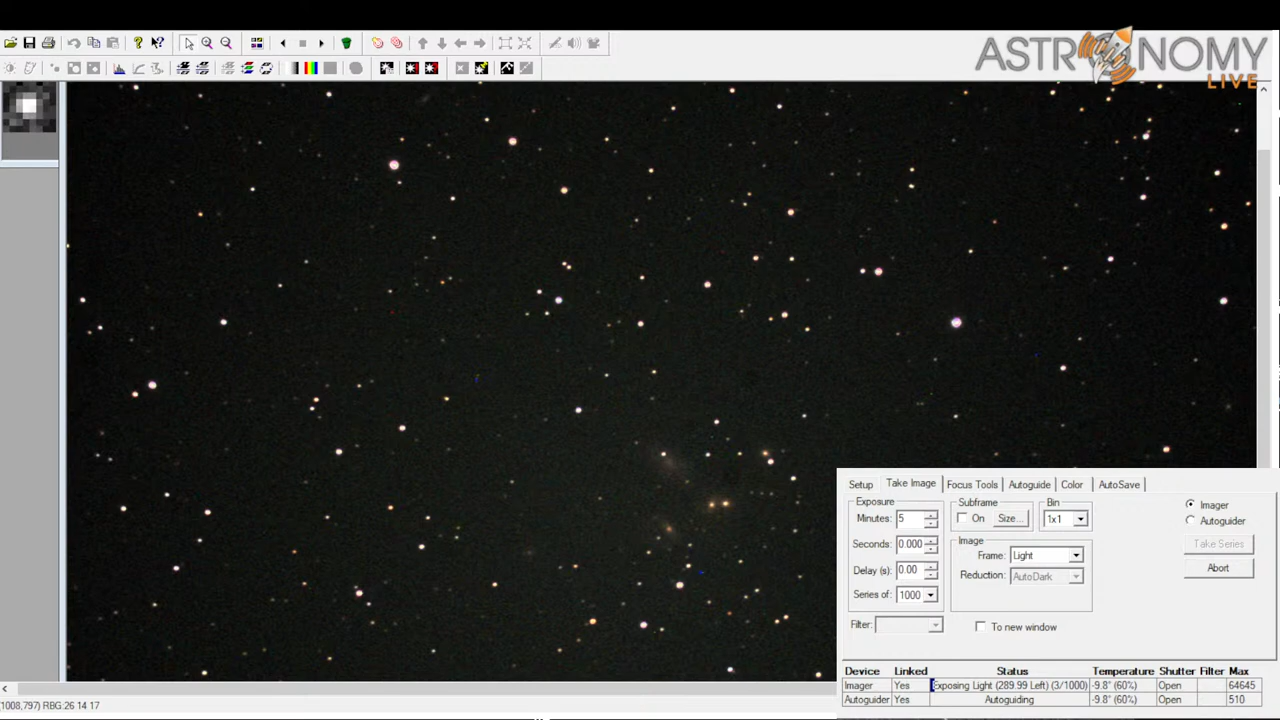 ASTRONOMY
LIVE
Setup Take Image Focus Tools Autoguide Color AutoSave
Exposure Subframe Bin
Minutes: 5 On Size... 1x1 Imager
Autoguider
Seconds: 0.000 Image Take Series
Frame: Light
Delay (s): 0.00 Reduction: AutoDark Abort
Series of: 1000
Filter: To new window
Device Linked Status Temperature Shutter Filter Max
Imager Yes Exposing Light (289.99 Left) (3/1000) -9.8° (60%) Open 64645
Autoguider Yes Autoguiding -9.8° (60%) Open 510
(1008,797) RBG: 26 14 17